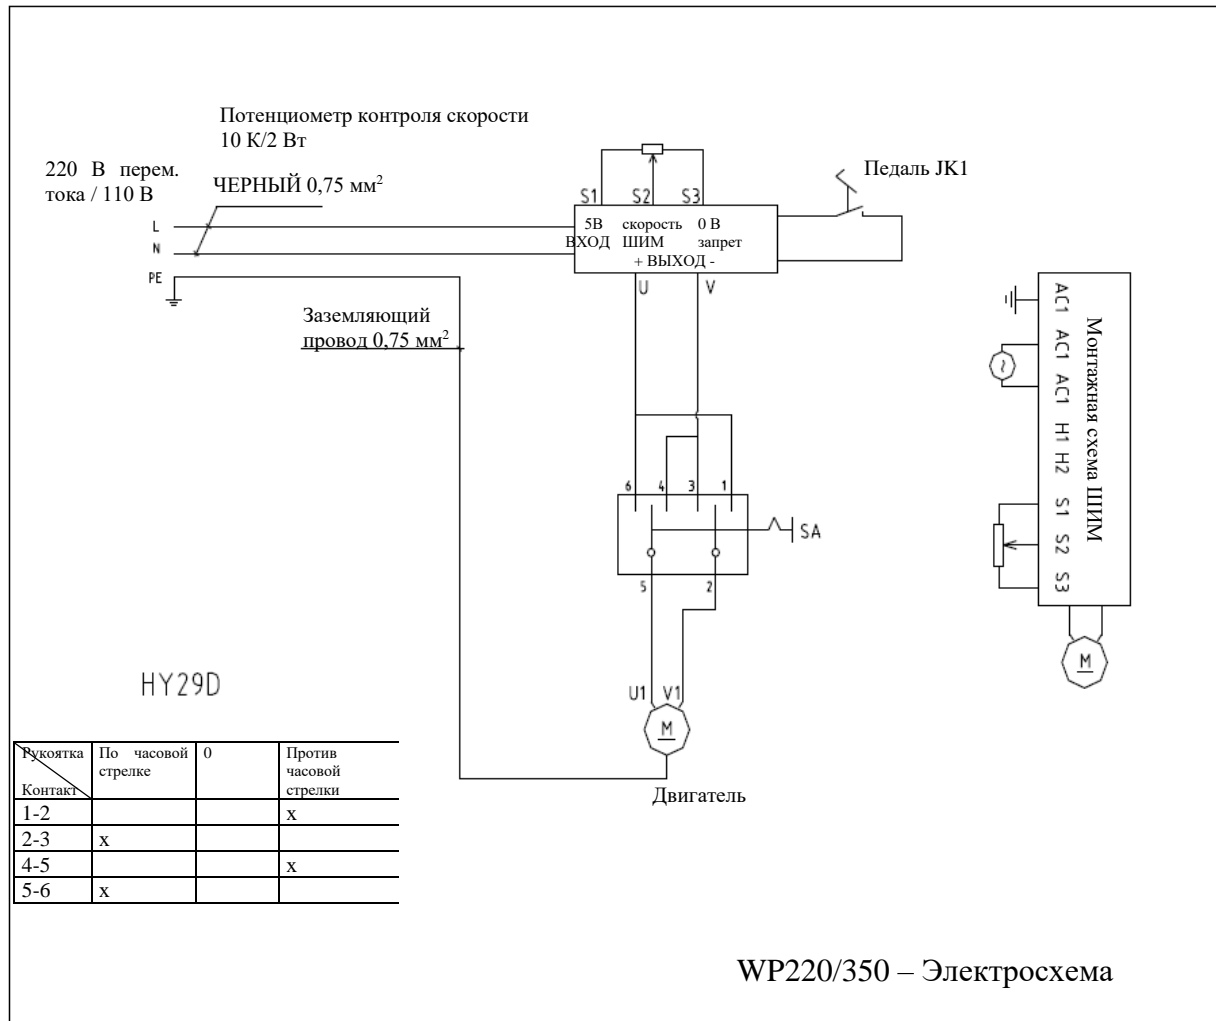 Потенциометр контроля скорости
10 К/2 Вт
220 В перем.
тока / 110 В
ЧЕРНЫЙ 0,75 мм²
L
N
PE
Заземляющий
провод 0,75 мм²
S1 S2 S3
5В скорость 0 В
ВХОД ШИМ запрет
+ ВЫХОД -
U V
Педаль JK1
6 4 3 1
SA
5 2
U1 V1
M
Двигатель
AC1
AC1
AC1
H1
H2
S1
S2
S3
Монтажная схема ШИМ
~
M
HY29D
Рукоятка По часовой 0 Против
стрелке часовой
Контакт стрелки
1-2 х
2-3 х
4-5 х
5-6 х
WP220/350 – Электросхема